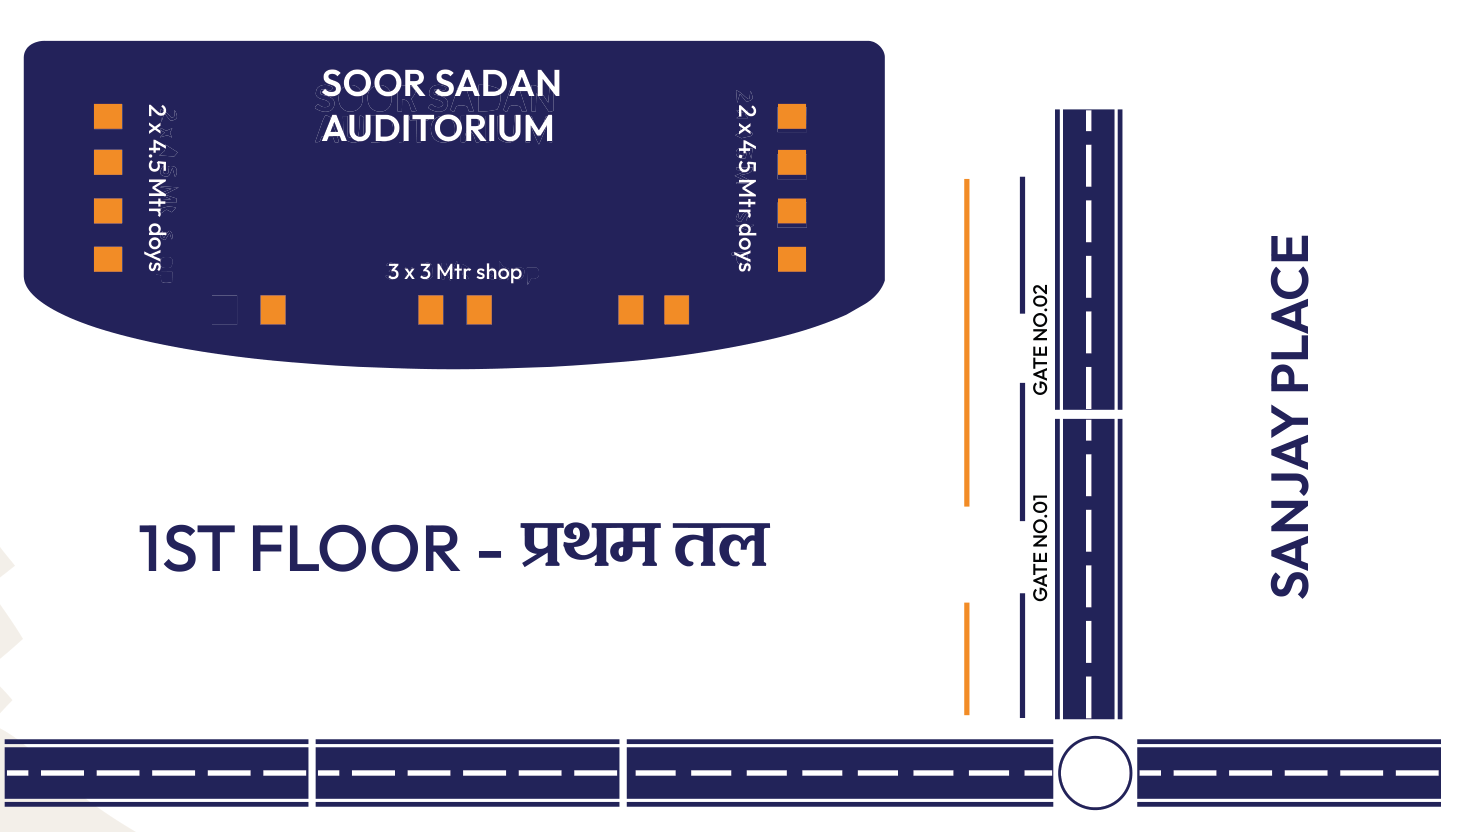 SOOR SADAN
AUDITORIUM
2 x 4.5 Mtr doys
2 x 4.5 Mtr doys
3 x 3 Mtr shop
GATE NO.02
GATE NO.01
SANJAY PLACE
1ST FLOOR - प्रथम तल